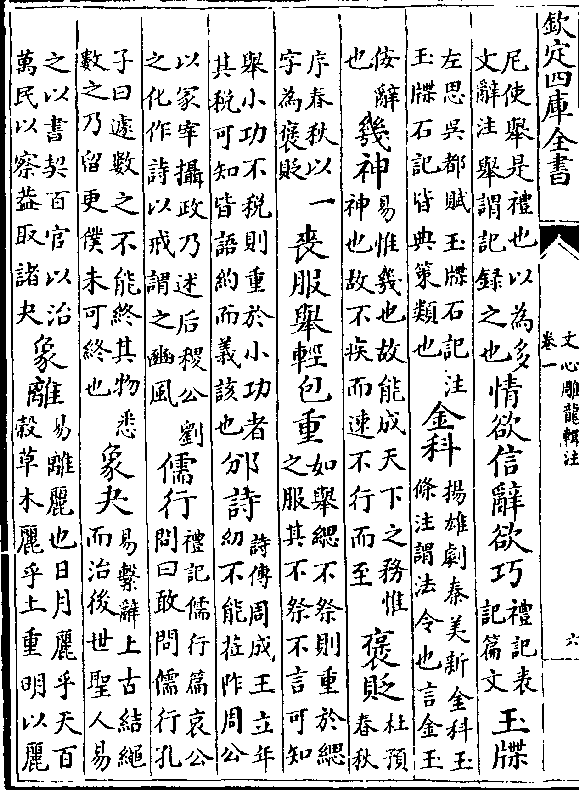 欽定四庫全書
文心雕龍輯注
卷一
六
尼使舉是禮也以為多
文辭注舉謂記録之也
情欲信辭欲巧
禮記表
記篇文
玉牒
左思吳都賦玉牒石記注
玉牒石記皆典策類也
金科
揚雄劇秦美新金科玉
條注謂法令也言金玉
佞辭
也
幾神
易惟幾也故能成天下之務惟
神也故不疾而速不行而至
褒貶
杜預
春秋
序春秋以一
字為褒貶
喪服舉輕包重
如舉緦不祭則重於緦
之服其不祭不言可知
舉小功不税則重於小功者
其税可知皆語約而義該也
邠詩
詩傳周成王立年
幼不能莅阼周公
以冢宰攝政乃述后稷公劉
之化作詩以戒謂之豳風
儒行
禮記儒行篇哀公
問曰敢問儒行孔
子曰遽數之不能終其物悉
數之乃留更僕未可終也
象夬
易繫辭上古結繩
而治後世聖人易
之以書契百官以治
萬民以察葢取諸夬
象離
易離麗也日月麗乎天百
榖草木麗乎土重明以麗